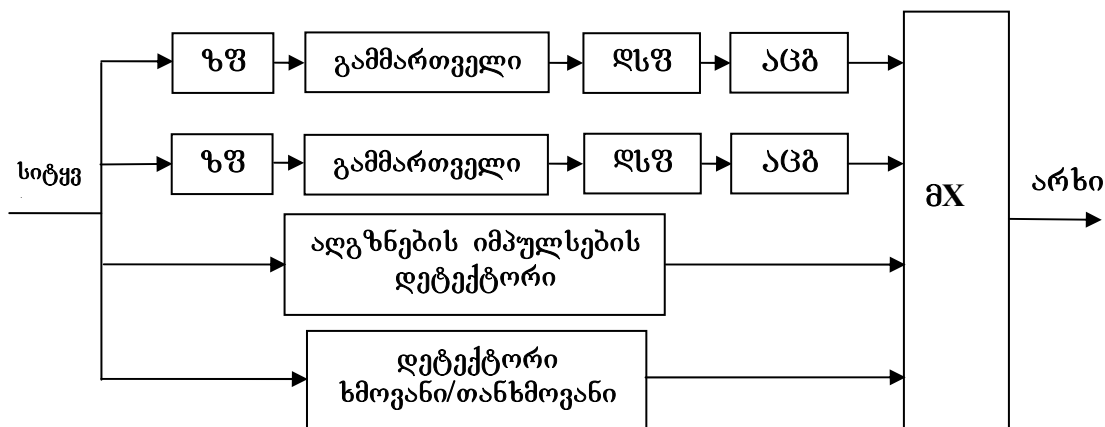 ზფ გამმართველი დსფ აცგ
ზფ გამმართველი დსფ აცგ
სიტყვ
მX
არხი
აღგზნების იმპულსების
დეტექტორი
დეტექტორი
ხმოვანი/თანხმოვანი